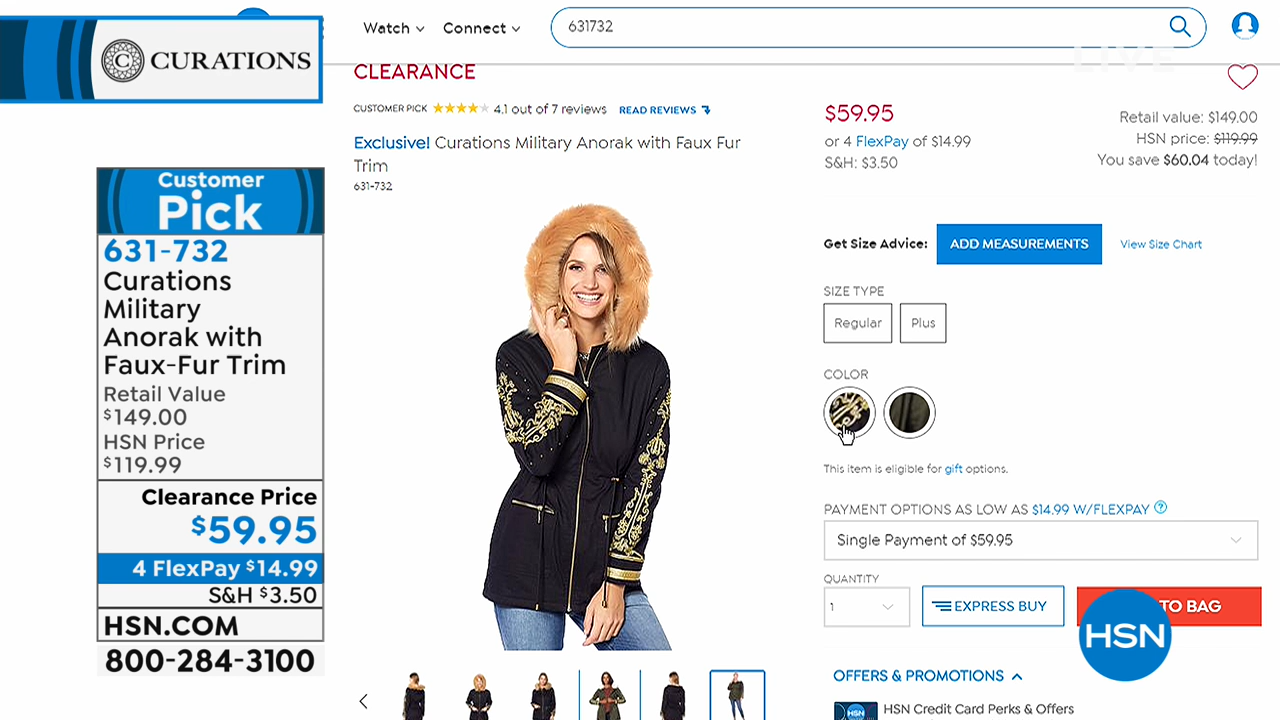 CURATIONS
Customer
Pick
631-732
Curations
Military
Anorak with
Faux-Fur Trim
Retail Value
$149.00
HSN Price
$119.99
Clearance Price
$59.95
4 FlexPay $14.99
S&H $3.50
HSN.COM
800-284-3100
Watch Connect
631732
LIVE
CLEARANCE
CUSTOMER PICK 4.1 out of 7 reviews READ REVIEWS
Exclusive! Curations Military Anorak with Faux Fur
Trim
631-732
$59.95
or 4 FlexPay of $14.99
S&H: $3.50
Retail value: $149.00
HSN price: $119.99
You save $60.04 today!
Get Size Advice: ADD MEASUREMENTS View Size Chart
SIZE TYPE
Regular Plus
COLOR
This item is eligible for gift options.
PAYMENT OPTIONS AS LOW AS $14.99 W/FLEXPAY ?
Single Payment of $59.95
QUANTITY
1 EXPRESS BUY TO BAG
HSN
OFFERS & PROMOTIONS
HSN HSN Credit Card Perks & Offers